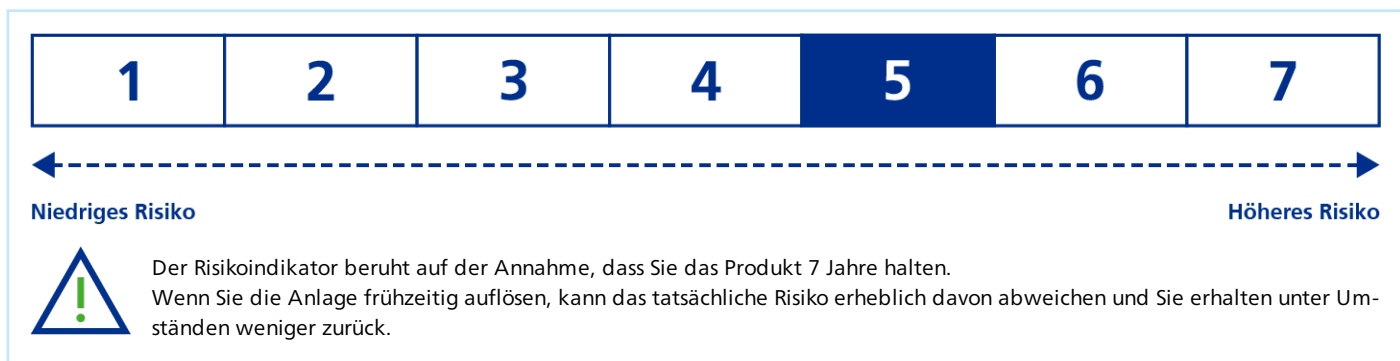 1 2 3 4 5 6 7
Niedriges Risiko Höheres Risiko
Der Risikoindikator beruht auf der Annahme, dass Sie das Produkt 7 Jahre halten.
Wenn Sie die Anlage frühzeitig auflösen, kann das tatsächliche Risiko erheblich davon abweichen und Sie erhalten unter Um-
ständen weniger zurück.